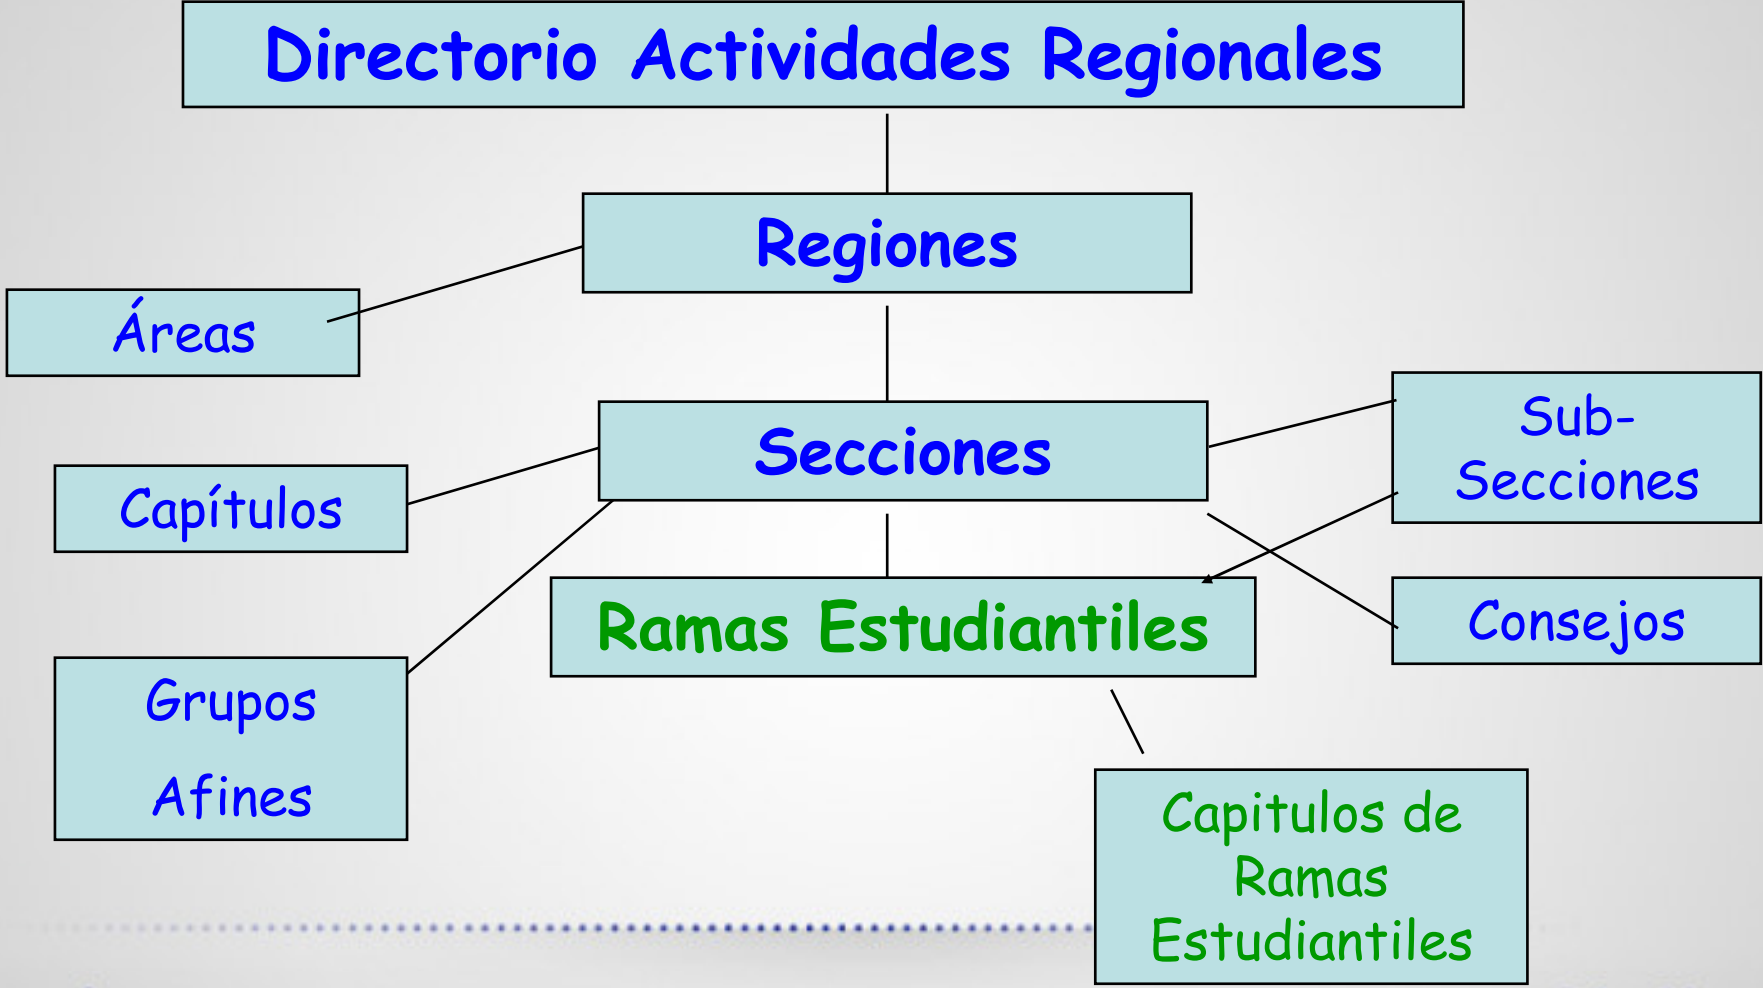 Directorio Actividades Regionales
Regiones
Áreas
Secciones
Sub-
Secciones
Capítulos
Ramas Estudiantiles
Consejos
Grupos
Afines
Capitulos de
Ramas
Estudiantiles